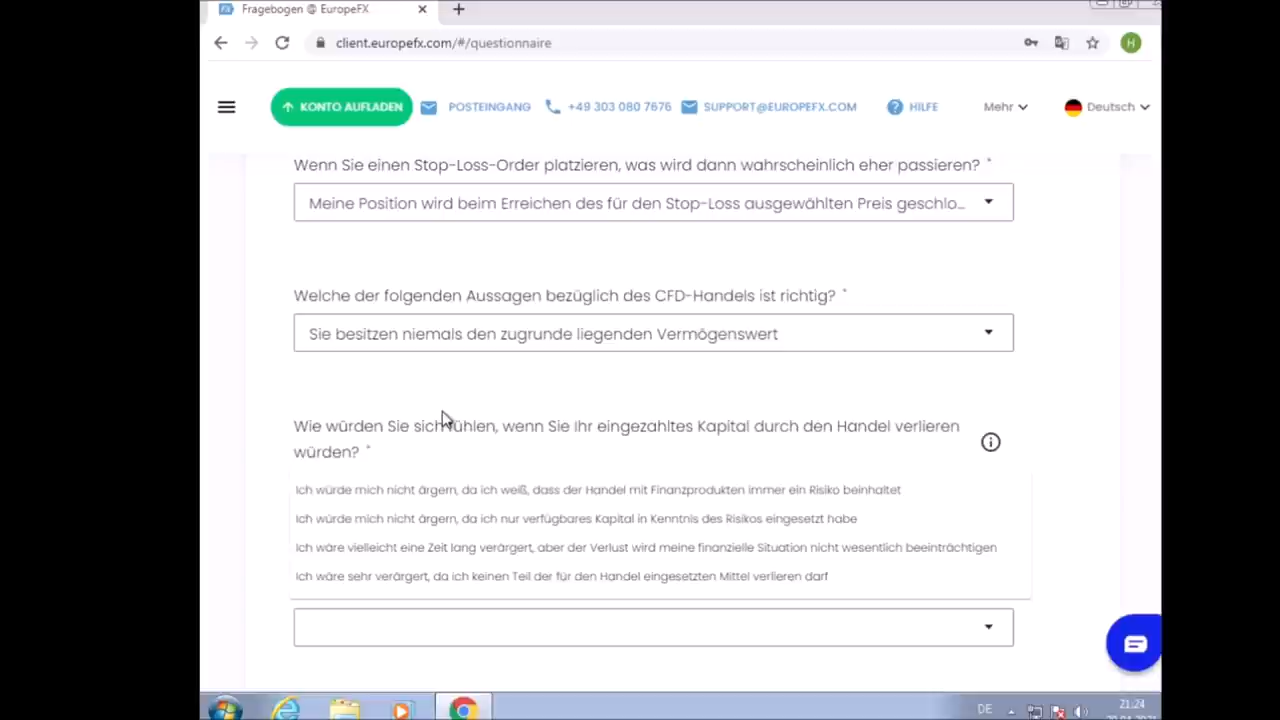 Fragebogen @ EuropeFX
client.europefx.com/#/questionnaire
H
KONTO AUFLADEN
POSTEINGANG
+49 303 080 7676
SUPPORT@EUROPEFX.COM
HILFE
Mehr
Deutsch
Wenn Sie einen Stop-Loss-Order platzieren, was wird dann wahrscheinlich eher passieren? *
Meine Position wird beim Erreichen des für den Stop-Loss ausgewählten Preis geschlo...
Welche der folgenden Aussagen bezüglich des CFD-Handels ist richtig? *
Sie besitzen niemals den zugrunde liegenden Vermögenswert
Wie würden Sie sich fühlen, wenn Sie Ihr eingezahltes Kapital durch den Handel verlieren
würden? *
Ich würde mich nicht ärgern, da ich weiß, dass der Handel mit Finanzprodukten immer ein Risiko beinhaltet
Ich würde mich nicht ärgern, da ich nur verfügbares Kapital in Kenntnis des Risikos eingesetzt habe
Ich wäre vielleicht eine Zeit lang verärgert, aber der Verlust wird meine finanzielle Situation nicht wesentlich beeinträchtigen
Ich wäre sehr verärgert, da ich keinen Teil der für den Handel eingesetzten Mittel verlieren darf
DE
21:24